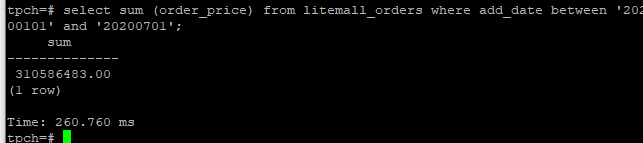 tpch=# select sum (order_price) from litemall_orders where add_date between '202
00101' and '20200701';
     sum
--------------
 310586483.00
(1 row)

Time: 260.760 ms
tpch=#